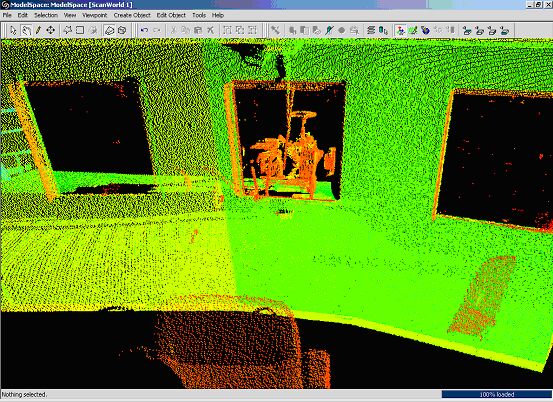 ModelSpace: ModelSpace [ScanWorld 1]
File Edit Selection View Viewpoint Create Object Edit Object Tools Help
Nothing selected.
100% loaded